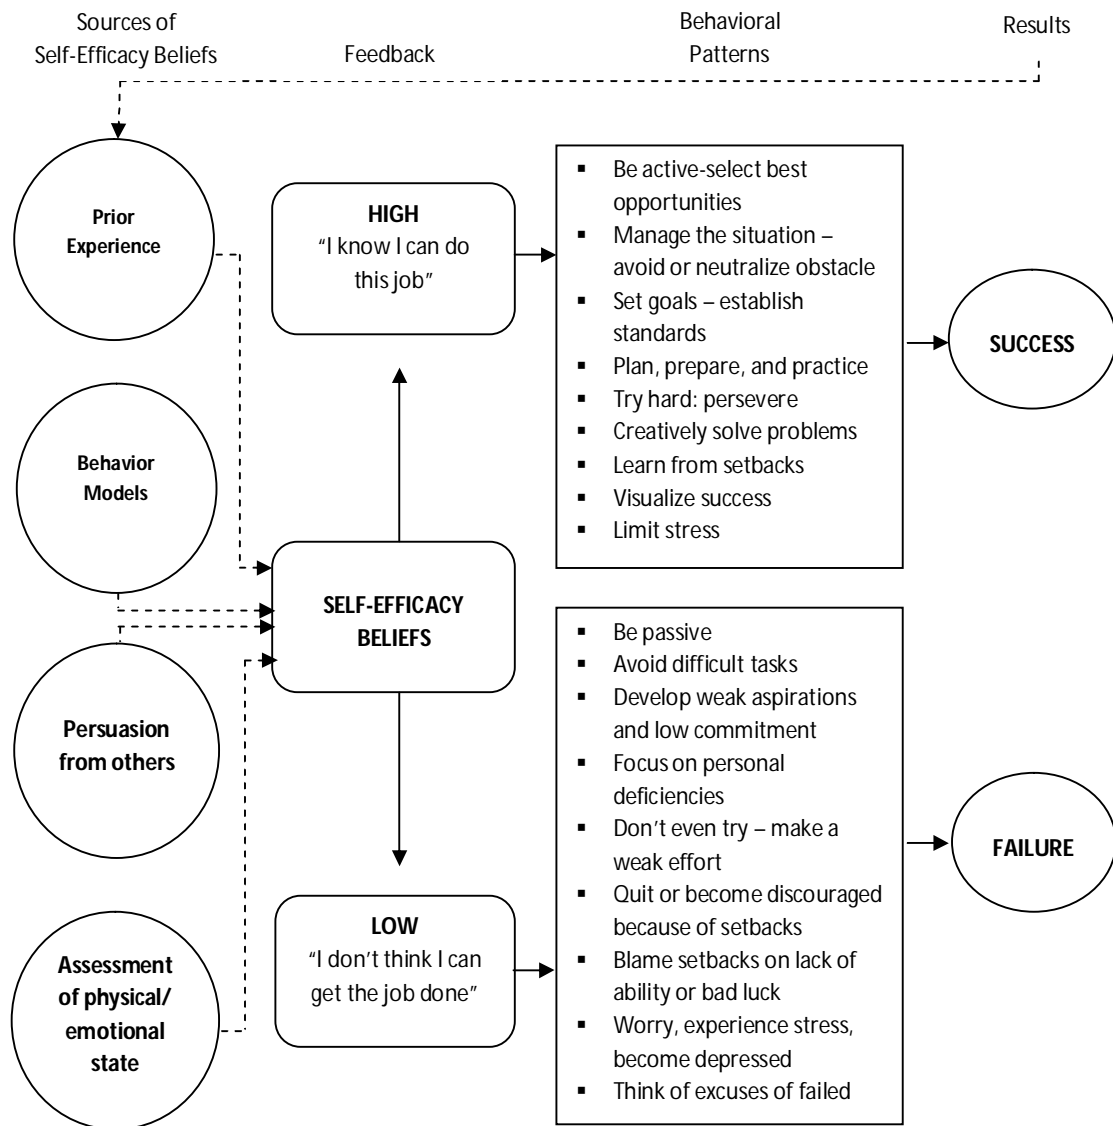 Sources of
Self-Efficacy Beliefs
Feedback
Behavioral
Patterns
Results
Prior
Experience
Behavior
Models
Persuasion
from others
Assessment
of physical/
emotional
state
HIGH
“I know I can do
this job”
SELF-EFFICACY
BELIEFS
LOW
“I don’t think I can
get the job done”
▪ Be active-select best
opportunities
▪ Manage the situation –
avoid or neutralize obstacle
▪ Set goals – establish
standards
▪ Plan, prepare, and practice
▪ Try hard: persevere
▪ Creatively solve problems
▪ Learn from setbacks
▪ Visualize success
▪ Limit stress
▪ Be passive
▪ Avoid difficult tasks
▪ Develop weak aspirations
and low commitment
▪ Focus on personal
deficiencies
▪ Don’t even try – make a
weak effort
▪ Quit or become discouraged
because of setbacks
▪ Blame setbacks on lack of
ability or bad luck
▪ Worry, experience stress,
become depressed
▪ Think of excuses of failed
SUCCESS
FAILURE